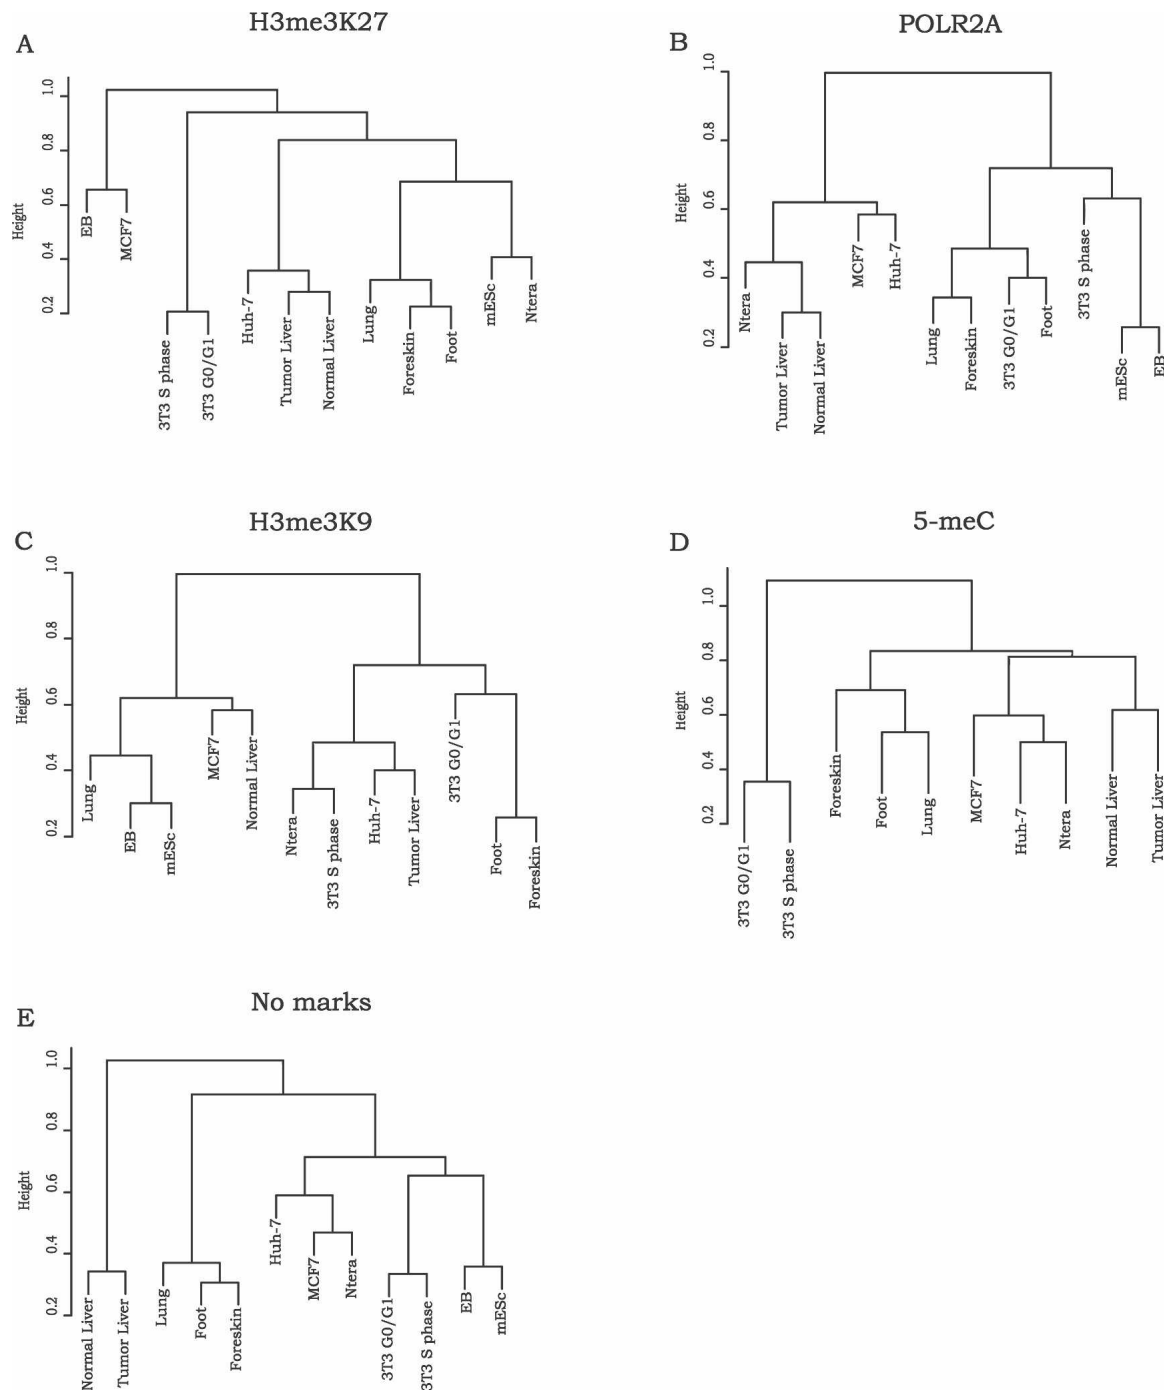 H3me3K27
A
Height
1.0
0.8
0.6
0.4
0.2
EB
MCF7
3T3 S phase
3T3 G0/G1
Huh-7
Tumor Liver
Normal Liver
Lung
Foreskin
Foot
mESc
Ntera
POLR2A
B
Height
1.0
0.8
0.6
0.4
0.2
Ntera
Tumor Liver
Normal Liver
MCF7
Huh-7
Lung
Foreskin
3T3 G0/G1
Foot
3T3 S phase
mESc
EB
H3me3K9
C
Height
1.0
0.8
0.6
0.4
0.2
Lung
EB
mESc
MCF7
Normal Liver
Ntera
3T3 S phase
Huh-7
Tumor Liver
3T3 G0/G1
Foot
Foreskin
5-meC
D
Height
1.0
0.8
0.6
0.4
0.2
3T3 G0/G1
3T3 S phase
Foreskin
Foot
Lung
MCF7
Huh-7
Ntera
Normal Liver
Tumor Liver
No marks
E
Height
1.0
0.8
0.6
0.4
0.2
Normal Liver
Tumor Liver
Lung
Foot
Foreskin
Huh-7
MCF7
Ntera
3T3 G0/G1
3T3 S phase
EB
mESc